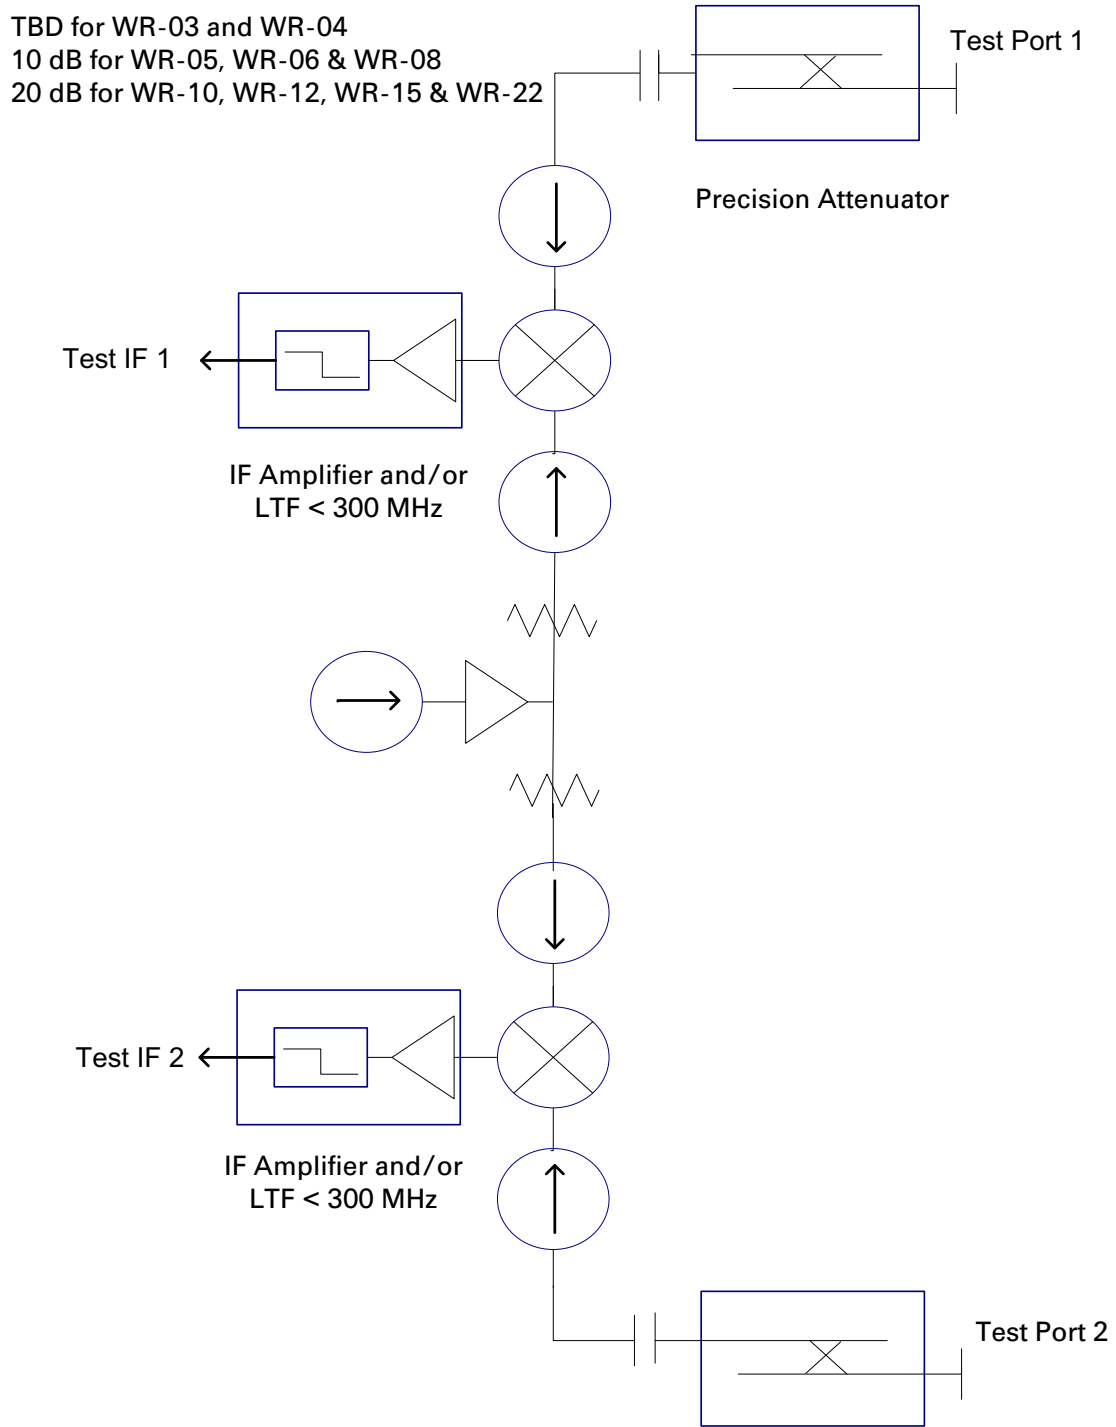 TBD for WR-03 and WR-04
10 dB for WR-05, WR-06 & WR-08
20 dB for WR-10, WR-12, WR-15 & WR-22
Test Port 1
Precision Attenuator
Test IF 1
IF Amplifier and/or
LTF < 300 MHz
Test IF 2
IF Amplifier and/or
LTF < 300 MHz
Test Port 2